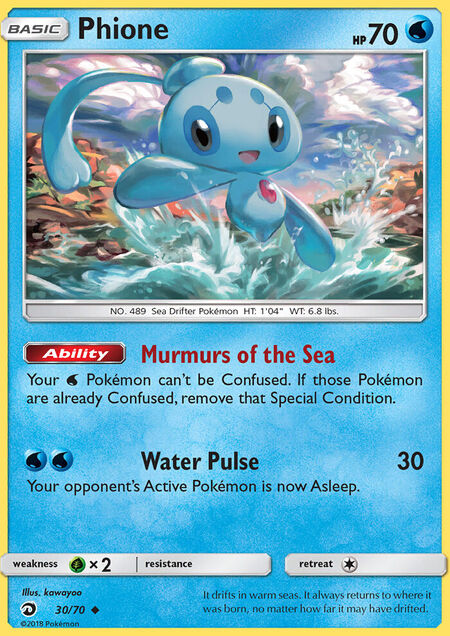 BASIC Phione HP 70
NO. 489 Sea Drifter Pokémon HT: 1'04" WT: 6.8 lbs.
Ability Murmurs of the Sea
Your Pokémon can't be Confused. If those Pokémon
are already Confused, remove that Special Condition.
Water Pulse 30
Your opponent's Active Pokémon is now Asleep.
weakness ×2 resistance retreat
Illus. kawayoo
30/70
©2018 Pokémon
It drifts in warm seas. It always returns to where it
was born, no matter how far it may have drifted.